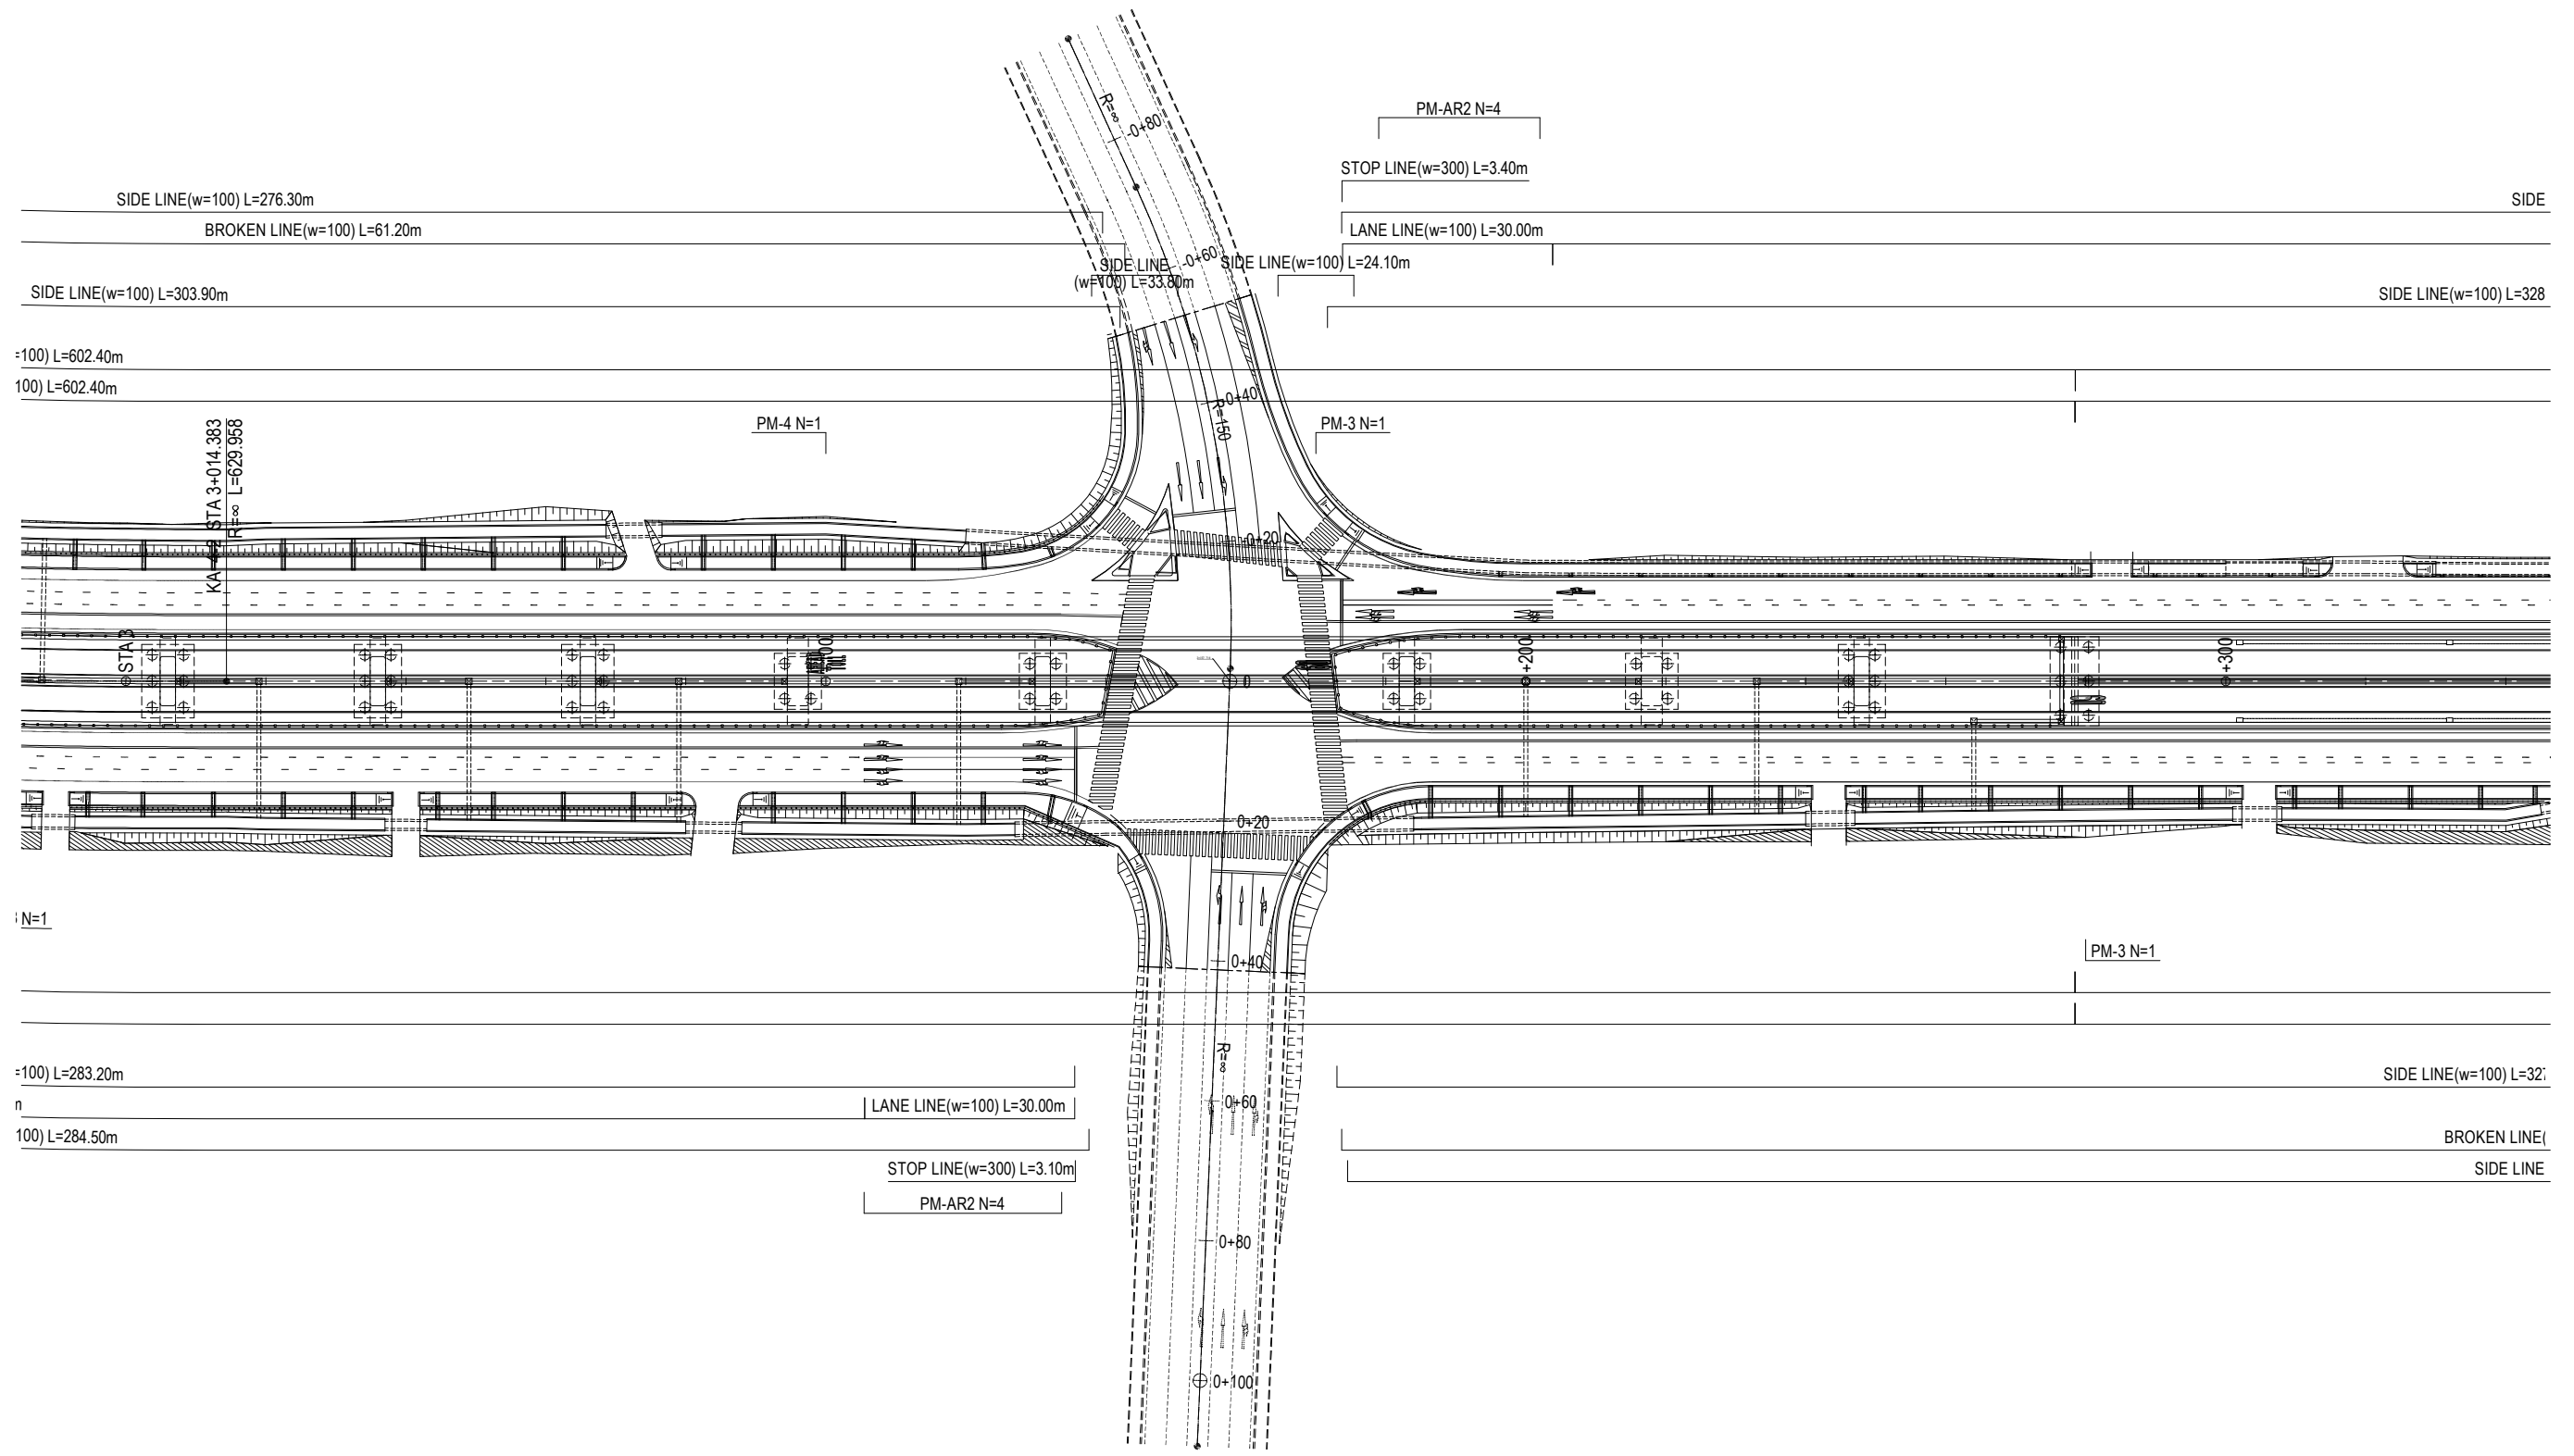 R=∞
-0+80
PM-AR2 N=4
STOP LINE(w=300) L=3.40m
SIDE LINE(w=100) L=276.30m
SIDE
BROKEN LINE(w=100) L=61.20m
LANE LINE(w=100) L=30.00m
-0+60
SIDE LINE
(w=100) L=33.80m
SIDE LINE(w=100) L=24.10m
SIDE LINE(w=100) L=303.90m
SIDE LINE(w=100) L=328
=100) L=602.40m
100) L=602.40m
-0+40
R=150
PM-4 N=1
PM-3 N=1
KA 4-2 STA 3+014.383
R=∞ L=629.958
-0+20
STA 3
0
+200
+300
0+20
N=1
PM-3 N=1
0+40
R=∞
=100) L=283.20m
SIDE LINE(w=100) L=327
LANE LINE(w=100) L=30.00m
0+60
100) L=284.50m
BROKEN LINE(
STOP LINE(w=300) L=3.10m
SIDE LINE
PM-AR2 N=4
0+80
0+100